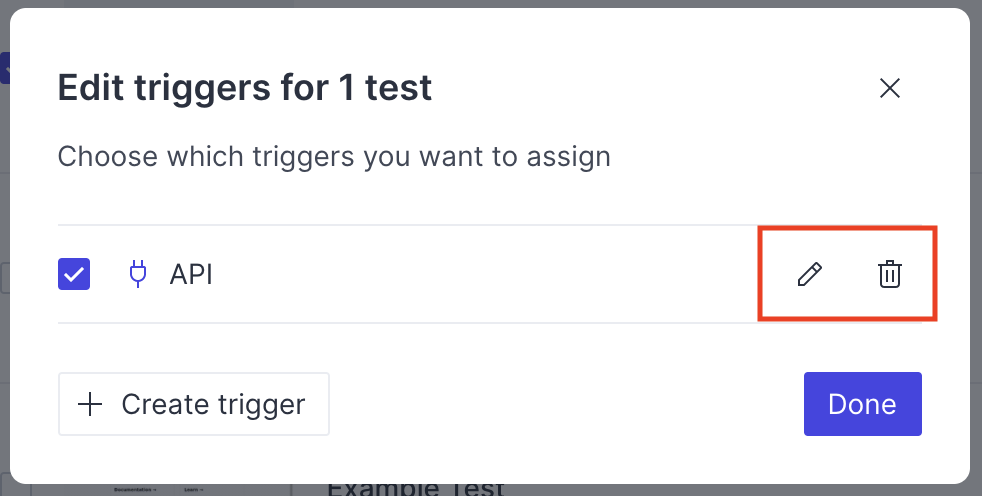 Edit triggers for 1 test
Choose which triggers you want to assign
API
Create trigger
Done
Documentation
Learn
Example Test